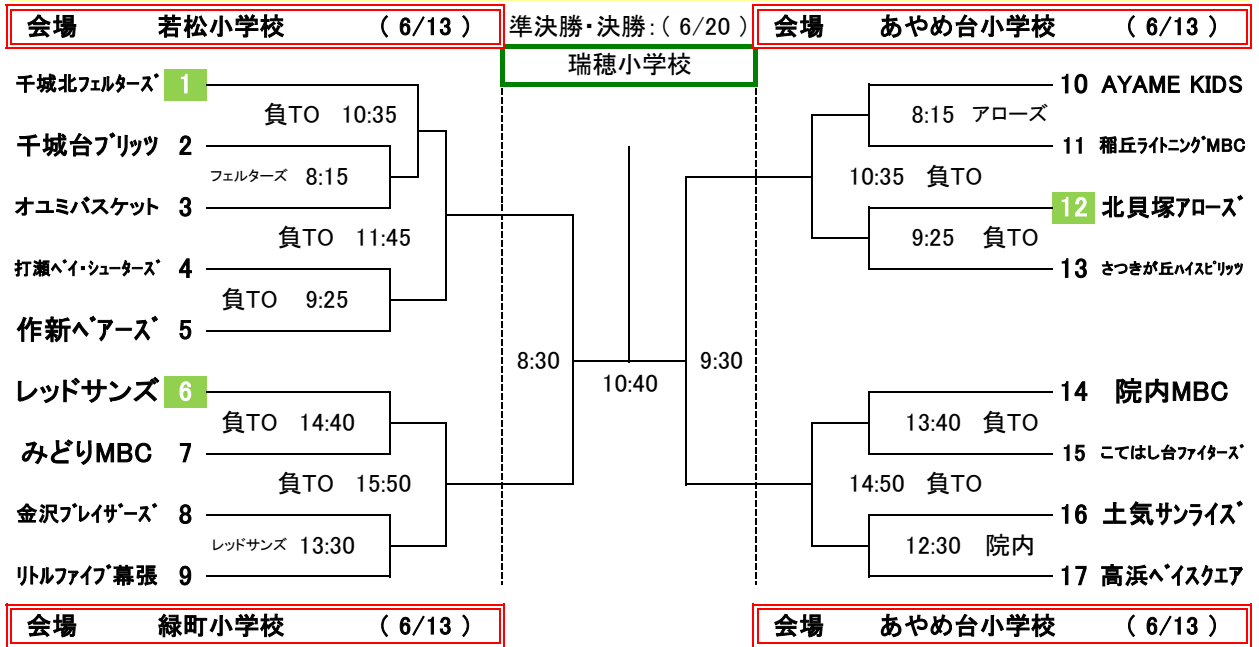 会場 若松小学校 ( 6/13 ) 準決勝・決勝:( 6/20 ) 会場 あやめ台小学校 ( 6/13 )
瑞穂小学校
千城北フェルターズ 1
負TO 10:35
千城台ブリッツ 2
フェルターズ 8:15
オユミバスケット 3
負TO 11:45
打瀬ベイ・シューターズ 4
負TO 9:25
作新ベアーズ 5
レッドサンズ 6
負TO 14:40
みどりMBC 7
負TO 15:50
金沢ブレイザーズ 8
レッドサンズ 13:30
リトルファイブ幕張 9
8:30
10:40
9:30
10 AYAME KIDS
8:15 アローズ
11 稲丘ライトニングMBC
10:35 負TO
12 北貝塚アローズ
9:25 負TO
13 さつきが丘ハイスピリッツ
14 院内MBC
13:40 負TO
15 こてはし台ファイターズ
14:50 負TO
16 土気サンライズ
12:30 院内
17 高浜ベイスクエア
会場 緑町小学校 ( 6/13 ) 会場 あやめ台小学校 ( 6/13 )